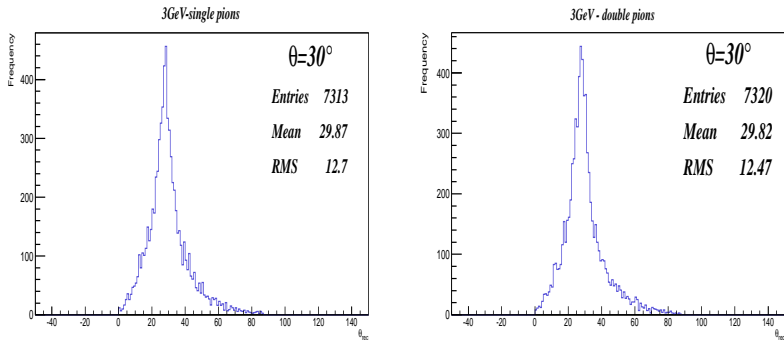 3GeV-single pions
Frequency
θ=30°
Entries 7313
Mean 29.87
RMS 12.7
400
300
200
100
0
-40 -20 0 20 40 60 80 100 120 140
θrec
3GeV - double pions
Frequency
θ=30°
Entries 7320
Mean 29.82
RMS 12.47
400
300
200
100
0
-40 -20 0 20 40 60 80 100 120 140
θrec